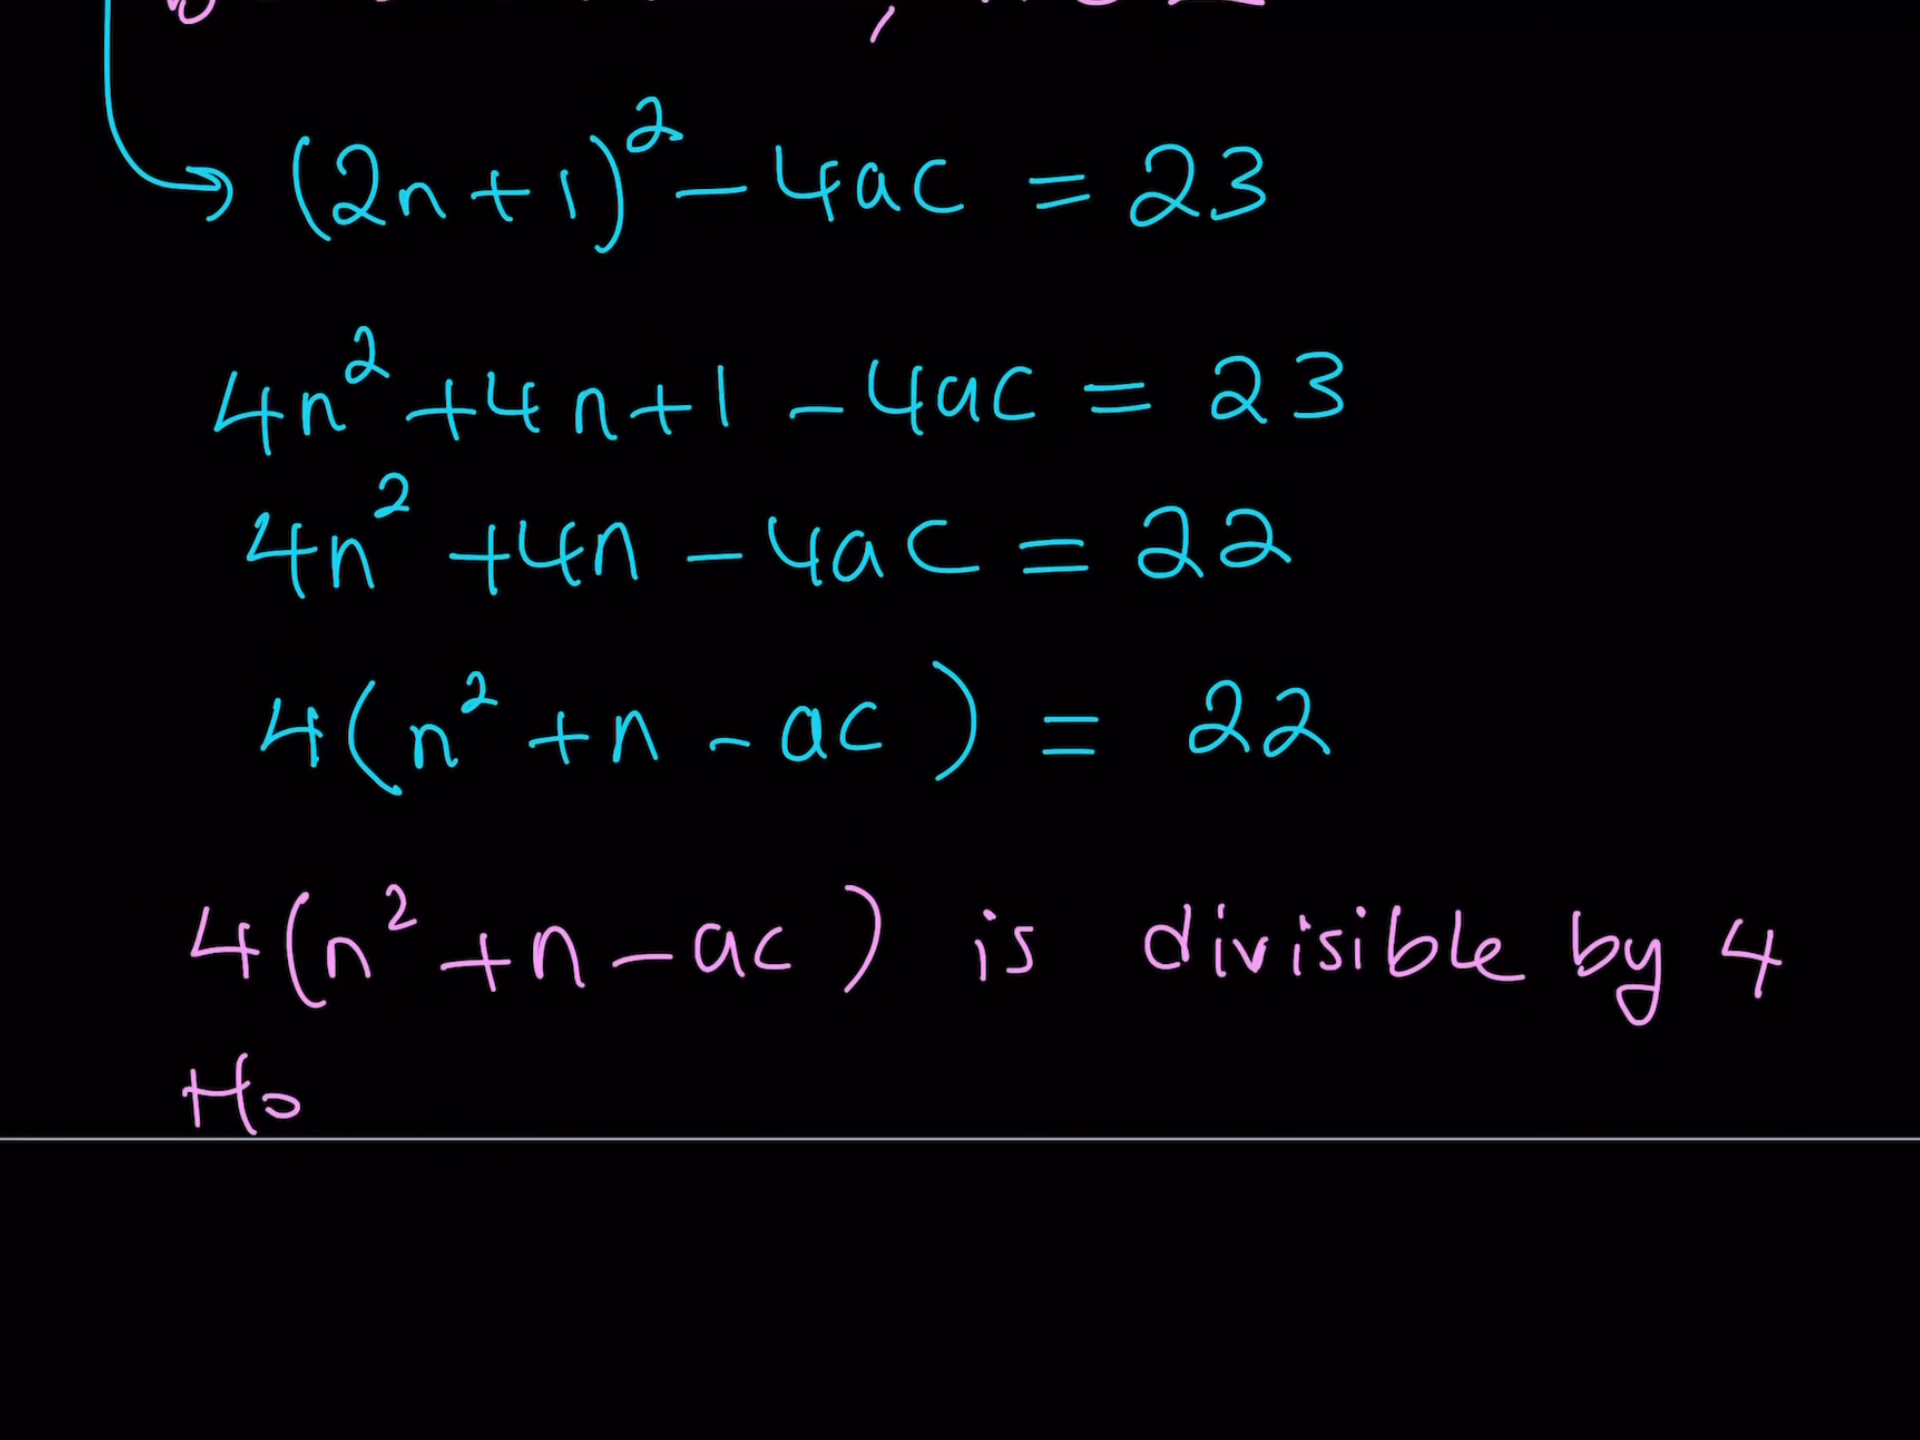 (2n+1)² - 4ac = 23
4n² + 4n + 1 - 4ac = 23
4n² + 4n - 4ac = 22
4(n² + n - ac) = 22
4(n² + n - ac) is divisible by 4
Ho